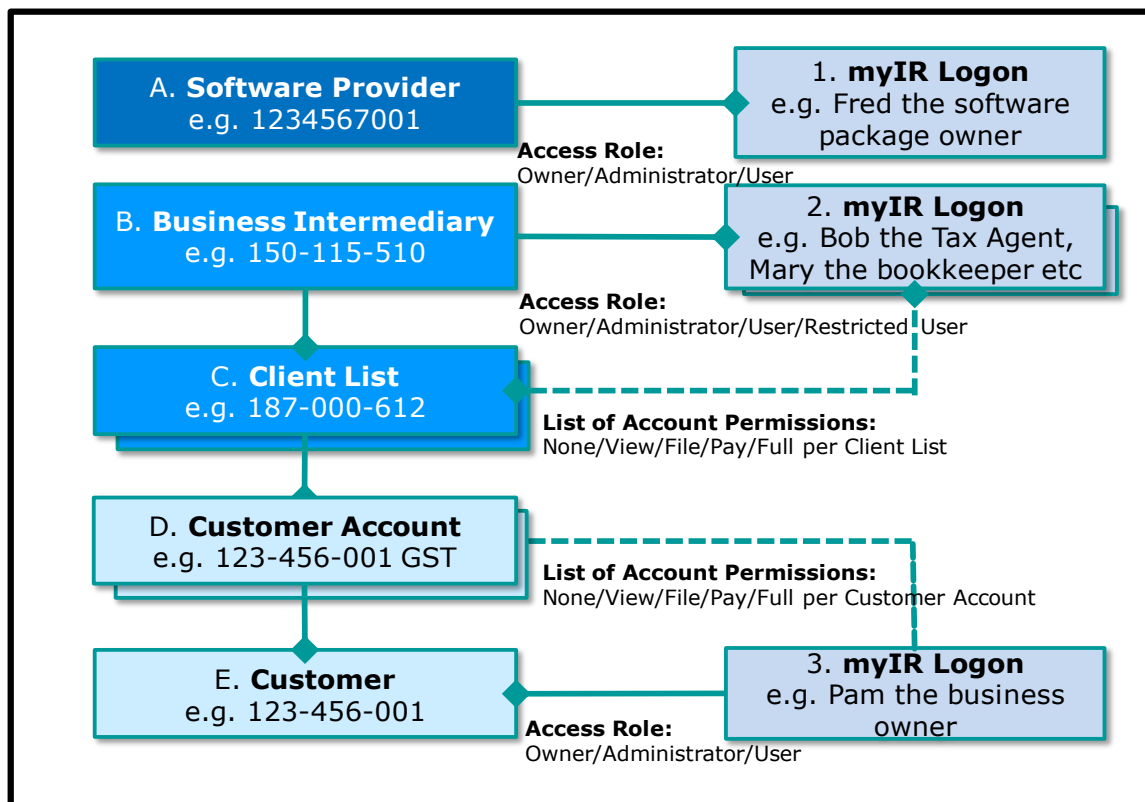 A. Software Provider
e.g. 1234567001
1. myIR Logon
e.g. Fred the software
package owner
Access Role:
Owner/Administrator/User
B. Business Intermediary
e.g. 150-115-510
2. myIR Logon
e.g. Bob the Tax Agent,
Mary the bookkeeper etc
Access Role:
Owner/Administrator/User/Restricted User
C. Client List
e.g. 187-000-612
List of Account Permissions:
None/View/File/Pay/Full per Client List
D. Customer Account
e.g. 123-456-001 GST
List of Account Permissions:
None/View/File/Pay/Full per Customer Account
E. Customer
e.g. 123-456-001
3. myIR Logon
e.g. Pam the business
owner
Access Role:
Owner/Administrator/User